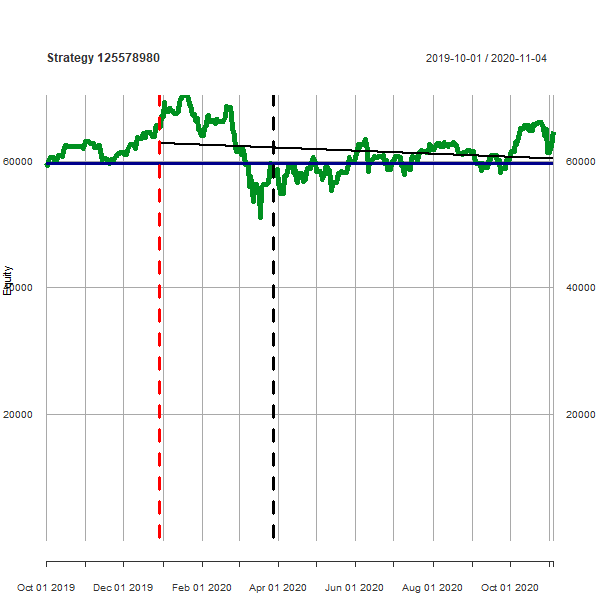 Strategy 125578980
2019-10-01 / 2020-11-04
60000
60000
Equity
40000
40000
20000
20000
Oct 01 2019
Dec 01 2019
Feb 01 2020
Apr 01 2020
Jun 01 2020
Aug 01 2020
Oct 01 2020